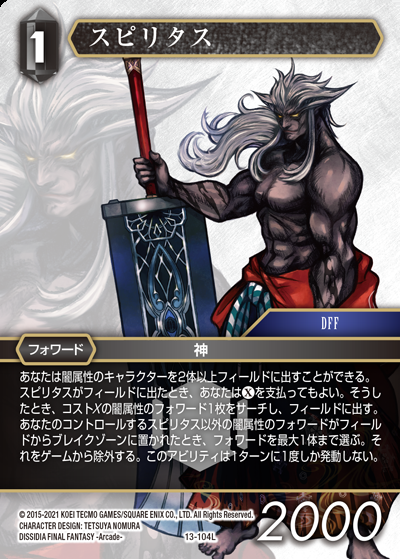 1
スピリタス
DFF
フォワード
神
あなたは闇属性のキャラクターを2体以上フィールドに出すことができる。
スピリタスがフィールドに出たとき、あなたはXを支払ってもよい。そうし
たとき、コストXの闇属性のフォワード1枚をサーチし、フィールドに出す。
あなたのコントロールするスピリタス以外の闇属性のフォワードがフィー
ルドからブレイクゾーンに置かれたとき、フォワードを最大1体まで選ぶ。そ
れをゲームから除外する。このアビリティは1ターンに1度しか発動しない。
© 2015-2021 KOEI TECMO GAMES/SQUARE ENIX CO., LTD. All Rights Reserved.
CHARACTER DESIGN: TETSUYA NOMURA
DISSIDIA FINAL FANTASY -Arcade-
13-104L
2000